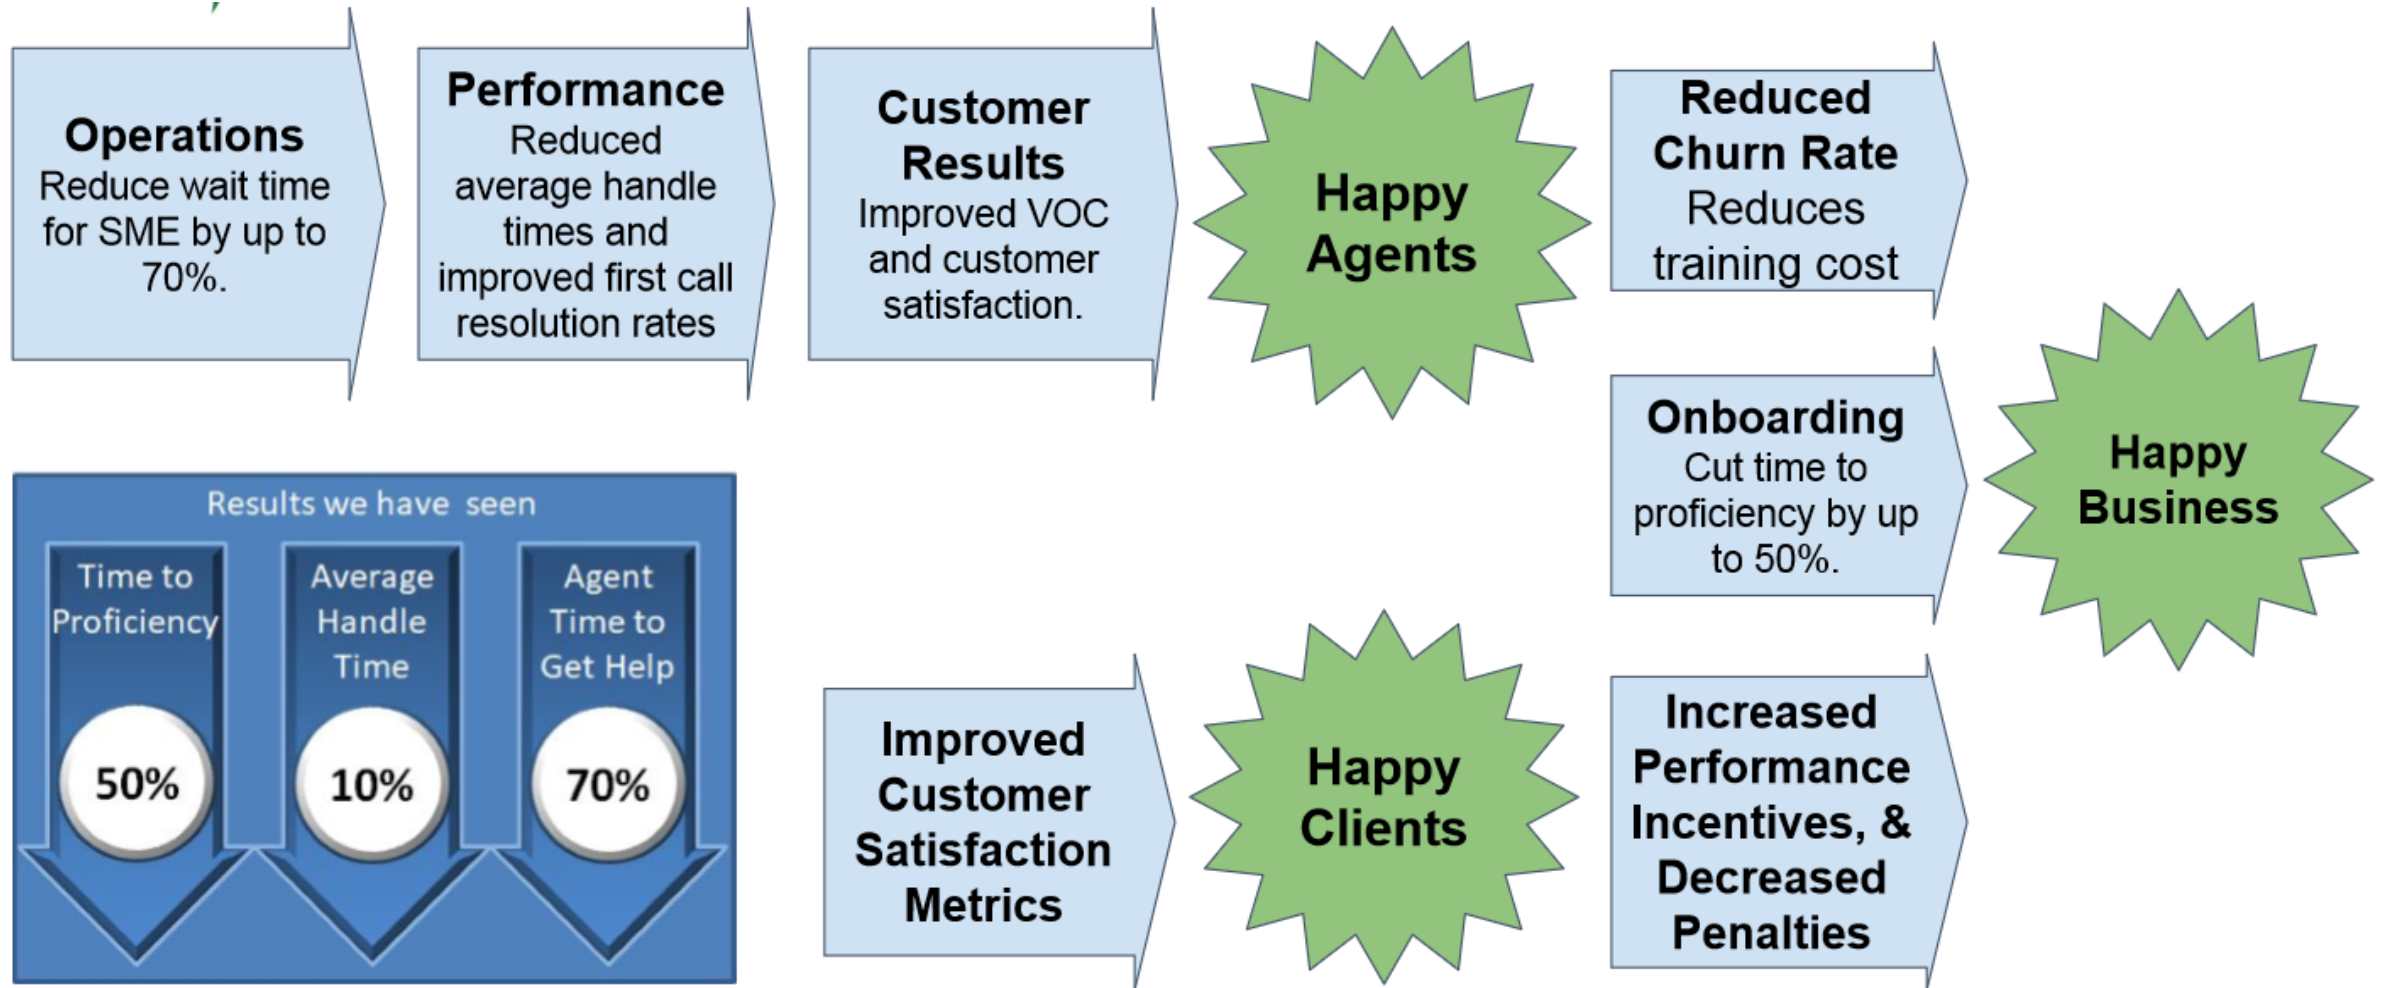 Operations
Reduce wait time
for SME by up to
70%.
Performance
Reduced
average handle
times and
improved first call
resolution rates
Customer
Results
Improved VOC
and customer
satisfaction.
Happy
Agents
Reduced
Churn Rate
Reduces
training cost
Onboarding
Cut time to
proficiency by up
to 50%.
Happy
Business
Results we have seen
Time to
Proficiency
50%
Average
Handle
Time
10%
Agent
Time to
Get Help
70%
Improved
Customer
Satisfaction
Metrics
Happy
Clients
Increased
Performance
Incentives, &
Decreased
Penalties